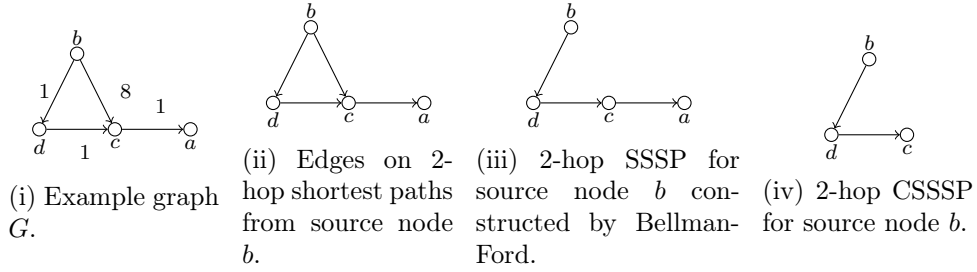 b
1
8
1
d
1
c
a
(i) Example graph
G.
b
d
c
a
(ii) Edges on 2-
hop shortest paths
from source node
b.
b
d
c
a
(iii) 2-hop SSSP for
source node b con-
structed by Bellman-
Ford.
b
d
c
(iv) 2-hop CSSSP
for source node b.